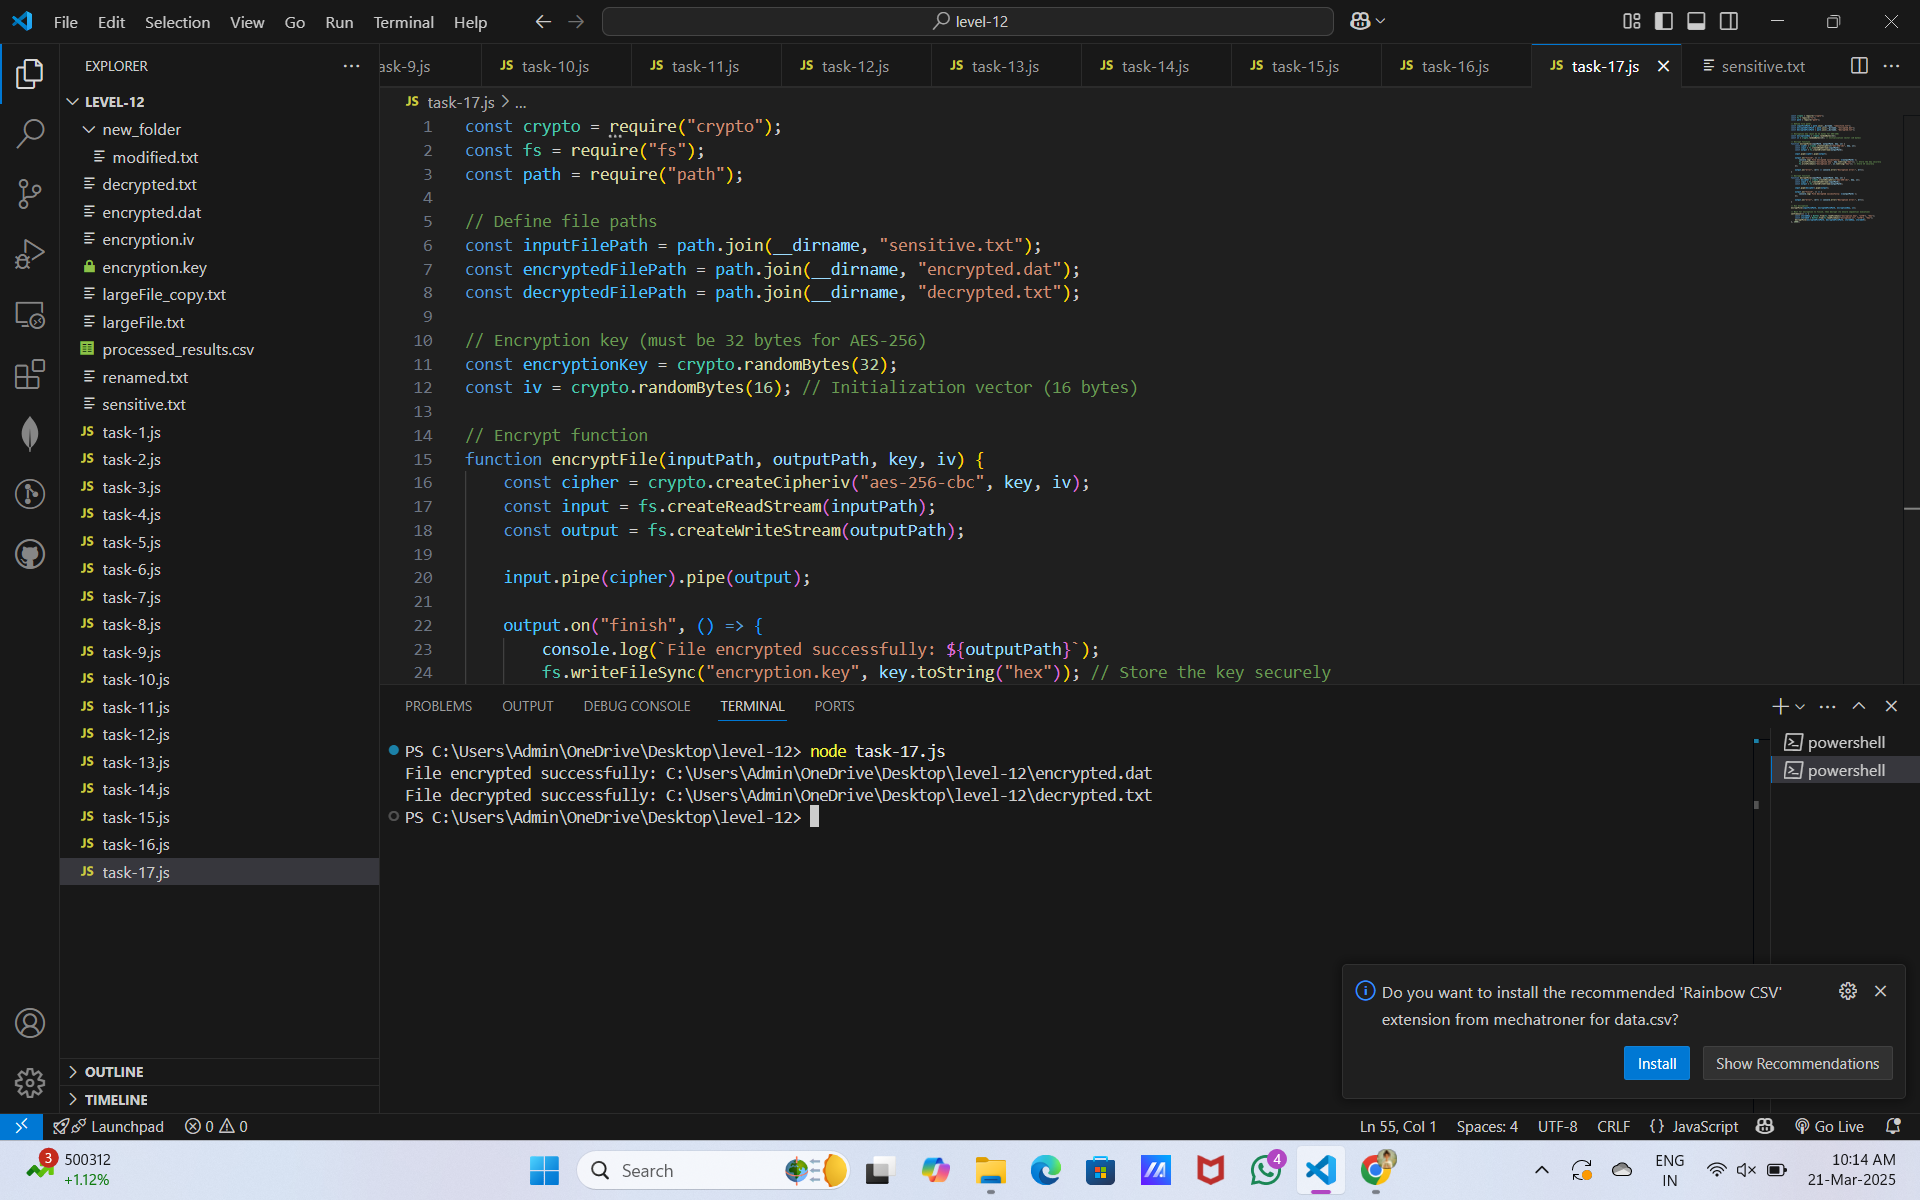 File Edit Selection View Go Run Terminal Help
level-12
EXPLORER
LEVEL-12
new_folder
modified.txt
decrypted.txt
encrypted.dat
encryption.iv
encryption.key
largeFile_copy.txt
largeFile.txt
processed_results.csv
renamed.txt
sensitive.txt
JS task-1.js
JS task-2.js
JS task-3.js
JS task-4.js
JS task-5.js
JS task-6.js
JS task-7.js
JS task-8.js
JS task-9.js
JS task-10.js
JS task-11.js
JS task-12.js
JS task-13.js
JS task-14.js
JS task-15.js
JS task-16.js
JS task-17.js
OUTLINE
TIMELINE
ask-9.js JS task-10.js JS task-11.js JS task-12.js JS task-13.js JS task-14.js JS task-15.js JS task-16.js JS task-17.js sensitive.txt
JS task-17.js > ...
1 const crypto = require("crypto");
2 const fs = require("fs");
3 const path = require("path");
4
5 // Define file paths
6 const inputFilePath = path.join(__dirname, "sensitive.txt");
7 const encryptedFilePath = path.join(__dirname, "encrypted.dat");
8 const decryptedFilePath = path.join(__dirname, "decrypted.txt");
9
10 // Encryption key (must be 32 bytes for AES-256)
11 const encryptionKey = crypto.randomBytes(32);
12 const iv = crypto.randomBytes(16); // Initialization vector (16 bytes)
13
14 // Encrypt function
15 function encryptFile(inputPath, outputPath, key, iv) {
16 const cipher = crypto.createCipheriv("aes-256-cbc", key, iv);
17 const input = fs.createReadStream(inputPath);
18 const output = fs.createWriteStream(outputPath);
19
20 input.pipe(cipher).pipe(output);
21
22 output.on("finish", () => {
23 console.log(`File encrypted successfully: ${outputPath}`);
24 fs.writeFileSync("encryption.key", key.toString("hex")); // Store the key securely
PROBLEMS OUTPUT DEBUG CONSOLE TERMINAL PORTS
PS C:\Users\Admin\OneDrive\Desktop\level-12> node task-17.js
File encrypted successfully: C:\Users\Admin\OneDrive\Desktop\level-12\encrypted.dat
File decrypted successfully: C:\Users\Admin\OneDrive\Desktop\level-12\decrypted.txt
PS C:\Users\Admin\OneDrive\Desktop\level-12>
powershell
powershell
Do you want to install the recommended 'Rainbow CSV'
extension from mechatroner for data.csv?
Install Show Recommendations
Launchpad 0 0 Ln 55, Col 1 Spaces: 4 UTF-8 CRLF {} JavaScript Go Live
3 500312
+1.12%
Search
4
ENG
IN
10:14 AM
21-Mar-2025